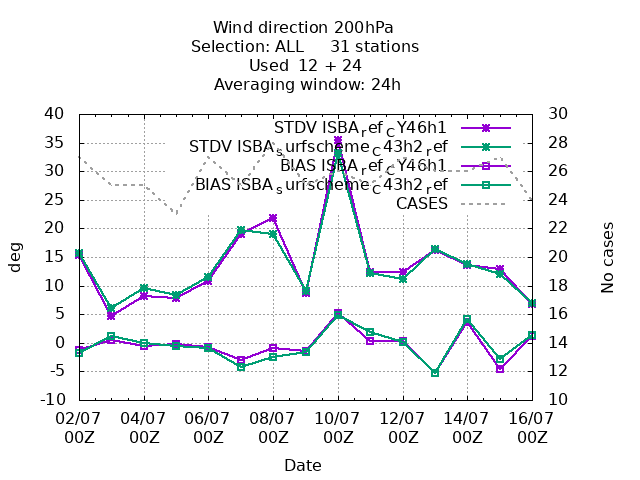 Wind direction 200hPa
Selection: ALL 31 stations
Used 12 + 24
Averaging window: 24h
40 35 30 25 20 15 10 5 0 -5 -10
deg
30 28 26 24 22 20 18 16 14 12 10
No cases
STDV ISBA_ref_CY46h1
STDV ISBA_surfscheme_C43h2_ref
BIAS ISBA_ref_CY46h1
BIAS ISBA_surfscheme_C43h2_ref
CASES
02/07 04/07 06/07 08/07 10/07 12/07 14/07 16/07
00Z 00Z 00Z 00Z 00Z 00Z 00Z 00Z
Date